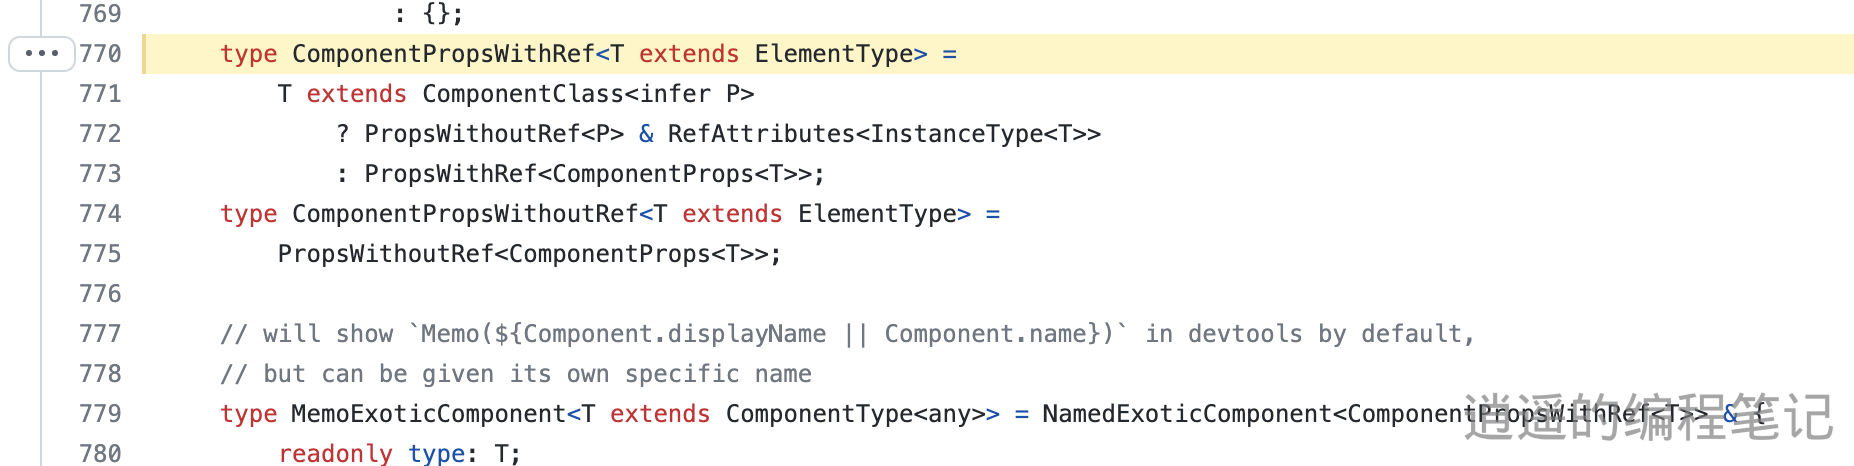 769 : {};
770 type ComponentPropsWithRef<T extends ElementType> =
771 T extends ComponentClass<infer P>
772 ? PropsWithoutRef<P> & RefAttributes<InstanceType<T>>
773 : PropsWithRef<ComponentProps<T>>;
774 type ComponentPropsWithoutRef<T extends ElementType> =
775 PropsWithoutRef<ComponentProps<T>>;
776
777 // will show `Memo(${Component.displayName || Component.name})` in devtools by default,
778 // but can be given its own specific name
779 type MemoExoticComponent<T extends ComponentType<any>> = NamedExoticComponent<ComponentPropsWithRef<T>> & {
逍遥的编程笔记
780 readonly type: T;